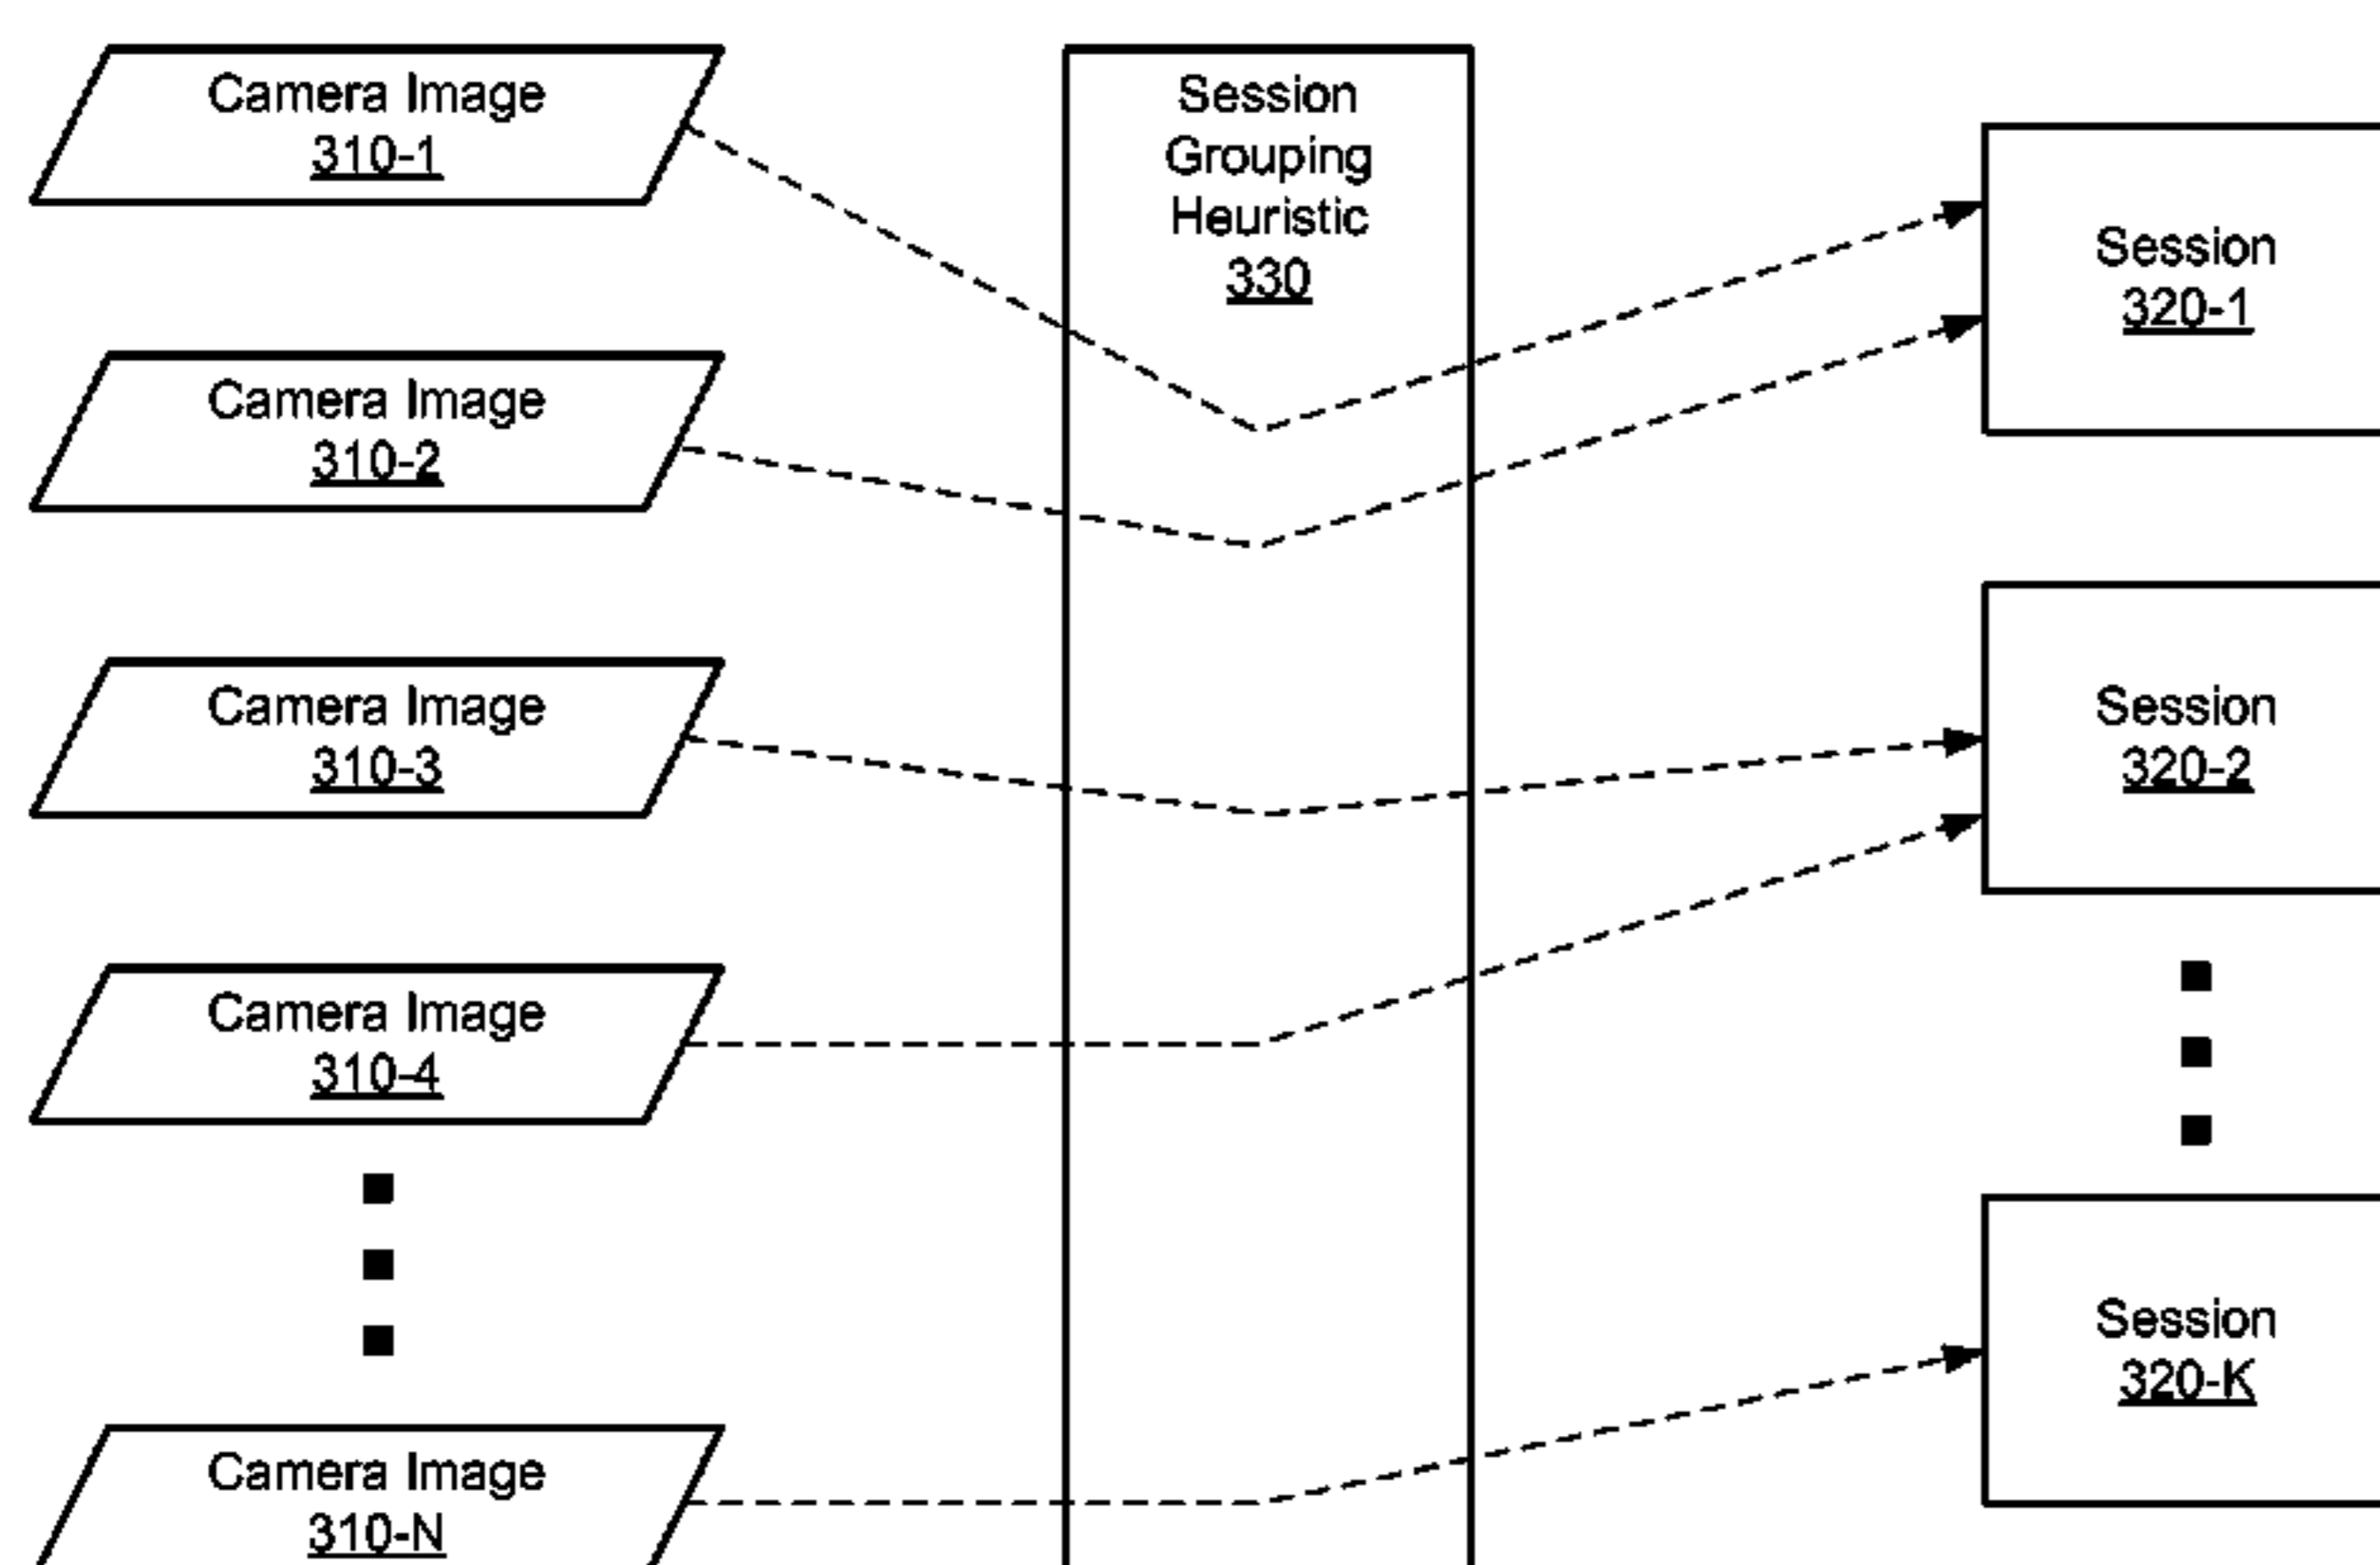 Camera Image
310-1
Camera Image
310-2
Camera Image
310-3
Camera Image
310-4
Camera Image
310-N
Session
Grouping
Heuristic
330
Session
320-1
Session
320-2
Session
320-K